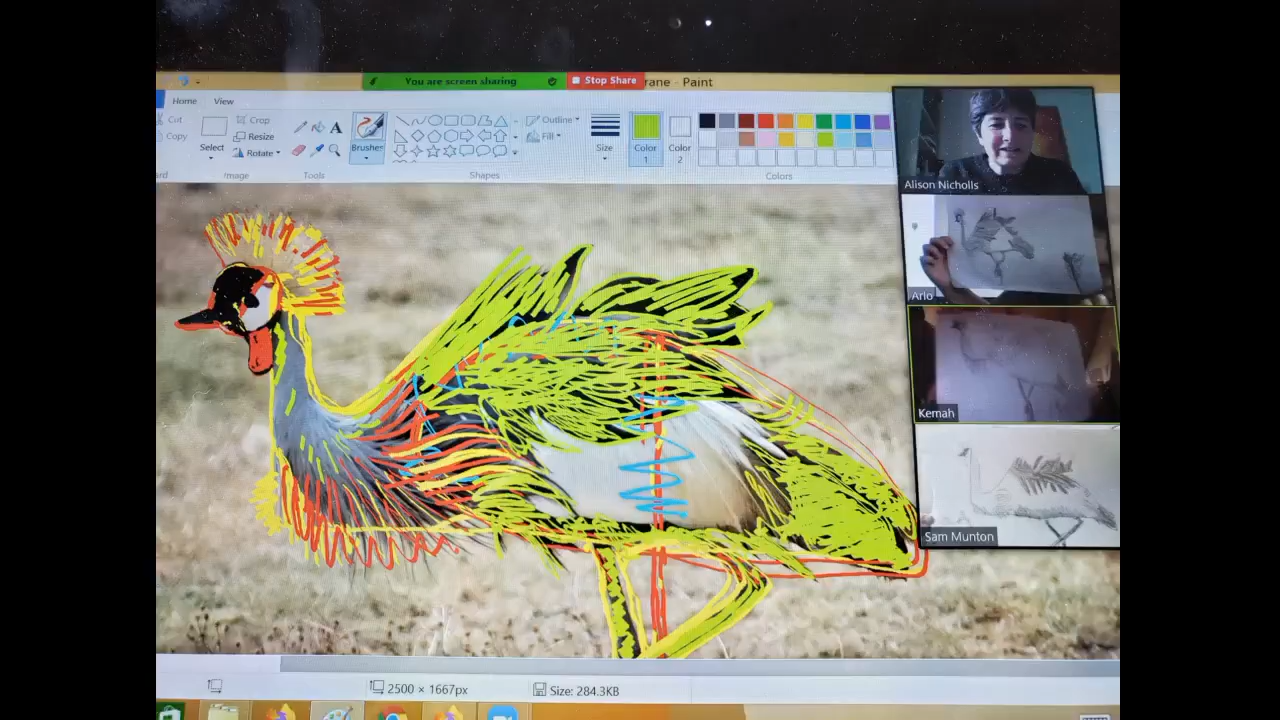 You are screen sharing
Stop Share
rane - Paint
Home View
Cut
Copy
Select
Crop
Resize
Rotate
A
Brushes
Outline
Fill
Size
Color
1
Color
2
ard
Image
Tools
Shapes
Colors
Alison Nicholls
Arlo
Kemah
Sam Munton
2500 × 1667px
Size: 284.3KB